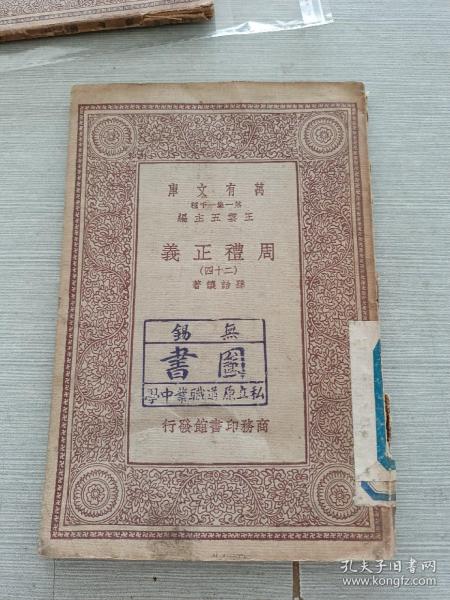 萬有文庫
第一集一千種
王雲五主編
周禮正義
(二十四)
孫詒讓著
無錫
圖書
私立原道職業中學
商務印書館發行
孔夫子旧书网
www.kongfz.com